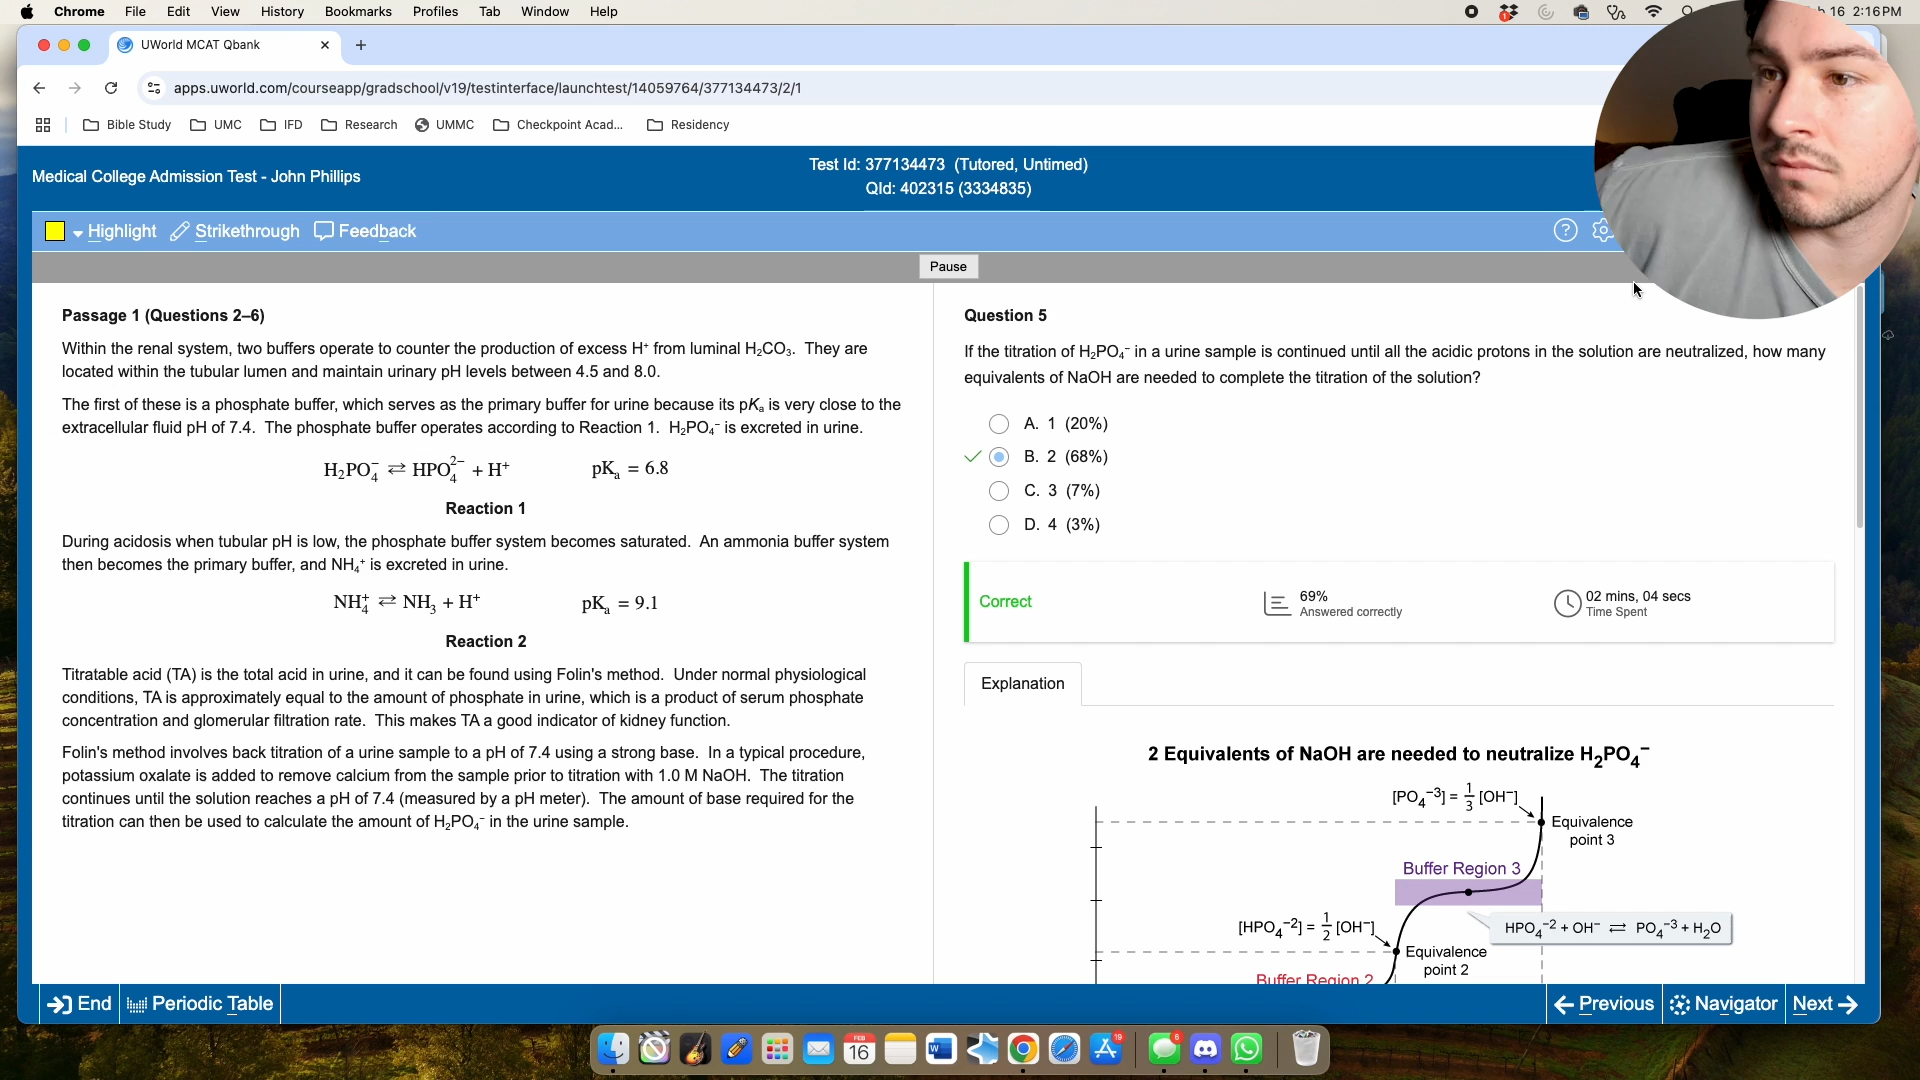 Chrome File Edit View History Bookmarks Profiles Tab Window Help
16 2:16 PM
UWorld MCAT Qbank
apps.uworld.com/courseapp/gradschool/v19/testinterface/launchtest/14059764/377134473/2/1
Bible Study UMC IFD Research UMMC Checkpoint Acad... Residency
Medical College Admission Test - John Phillips
Test Id: 377134473 (Tutored, Untimed)
QId: 402315 (3334835)
Highlight Strikethrough Feedback
Pause
Passage 1 (Questions 2–6)
Within the renal system, two buffers operate to counter the production of excess H⁺ from luminal H₂CO₃. They are
located within the tubular lumen and maintain urinary pH levels between 4.5 and 8.0.
The first of these is a phosphate buffer, which serves as the primary buffer for urine because its pKₐ is very close to the
extracellular fluid pH of 7.4. The phosphate buffer operates according to Reaction 1. H₂PO₄⁻ is excreted in urine.
H₂PO₄⁻ ⇌ HPO₄²⁻ + H⁺ pKₐ = 6.8
Reaction 1
During acidosis when tubular pH is low, the phosphate buffer system becomes saturated. An ammonia buffer system
then becomes the primary buffer, and NH₄⁺ is excreted in urine.
NH₄⁺ ⇌ NH₃ + H⁺ pKₐ = 9.1
Reaction 2
Titratable acid (TA) is the total acid in urine, and it can be found using Folin's method. Under normal physiological
conditions, TA is approximately equal to the amount of phosphate in urine, which is a product of serum phosphate
concentration and glomerular filtration rate. This makes TA a good indicator of kidney function.
Folin's method involves back titration of a urine sample to a pH of 7.4 using a strong base. In a typical procedure,
potassium oxalate is added to remove calcium from the sample prior to titration with 1.0 M NaOH. The titration
continues until the solution reaches a pH of 7.4 (measured by a pH meter). The amount of base required for the
titration can then be used to calculate the amount of H₂PO₄⁻ in the urine sample.
Question 5
If the titration of H₂PO₄⁻ in a urine sample is continued until all the acidic protons in the solution are neutralized, how many
equivalents of NaOH are needed to complete the titration of the solution?
A. 1 (20%)
B. 2 (68%)
C. 3 (7%)
D. 4 (3%)
Correct
69%
Answered correctly
02 mins, 04 secs
Time Spent
Explanation
2 Equivalents of NaOH are needed to neutralize H₂PO₄⁻
[PO₄⁻³] = 1/3 [OH⁻]
Equivalence
point 3
Buffer Region 3
HPO₄⁻² + OH⁻ ⇌ PO₄⁻³ + H₂O
[HPO₄⁻²] = 1/2 [OH⁻]
Equivalence
point 2
Buffer Region 2
End Periodic Table
Previous Navigator Next
FEB
16
19
6